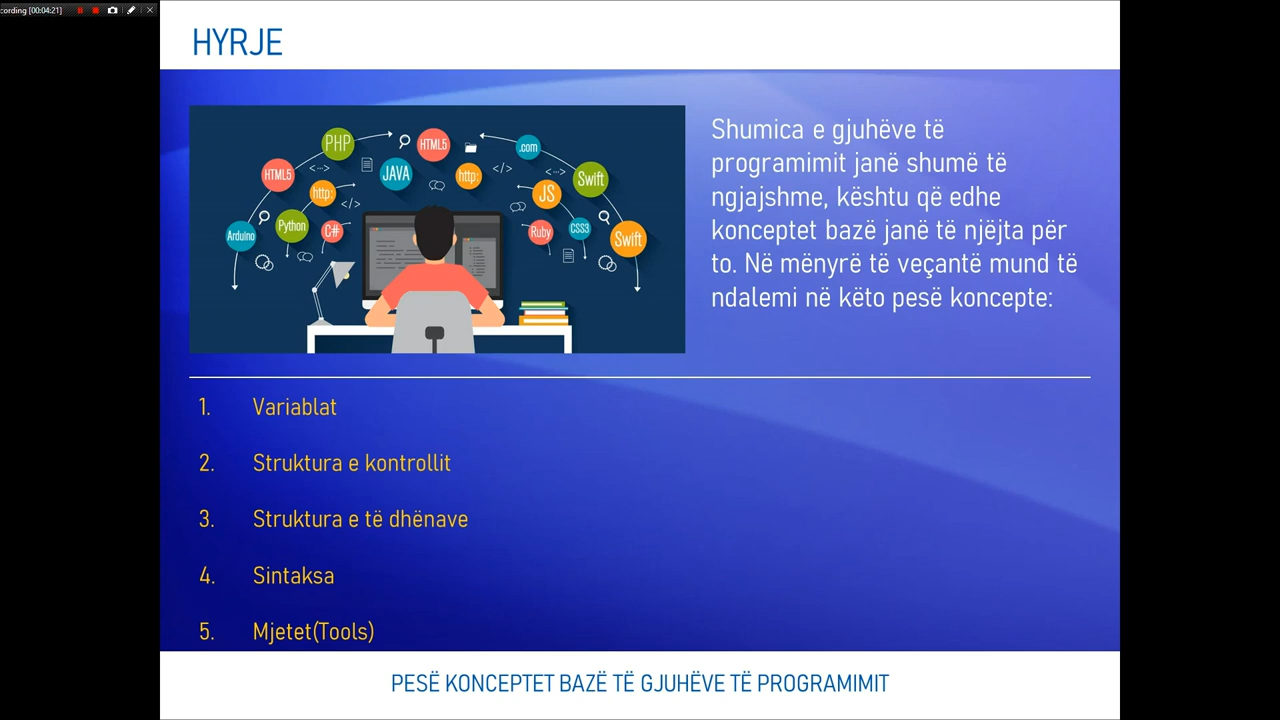 cording [00:04:21]
HYRJE
PHP
HTML5
.com
HTML5
JAVA
http:
Swift
http:
JS
Arduino
Python
C#
Ruby
CSS3
Swift
</>
</>
<···>
<···>
Shumica e gjuhëve të
programimit janë shumë të
ngjajshme, kështu që edhe
konceptet bazë janë të njëjta për
to. Në mënyrë të veçantë mund të
ndalemi në këto pesë koncepte:
1. Variablat
2. Struktura e kontrollit
3. Struktura e të dhënave
4. Sintaksa
5. Mjetet(Tools)
PESË KONCEPTET BAZË TË GJUHËVE TË PROGRAMIMIT